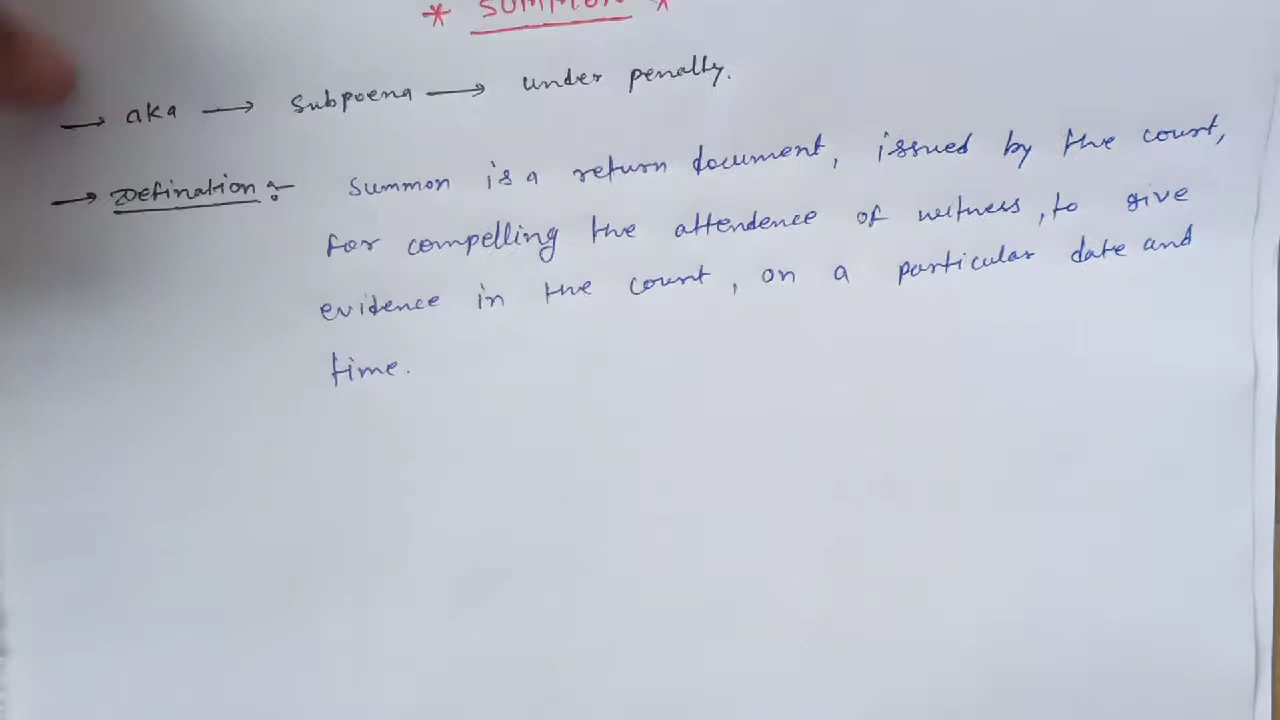 * SUMMON *
→ aka → Subpoena → under penalty.
→ Defination :- Summon is a return document, issued by the court,
for compelling the attendence of witness, to give
evidence in the court, on a particular date and
time.